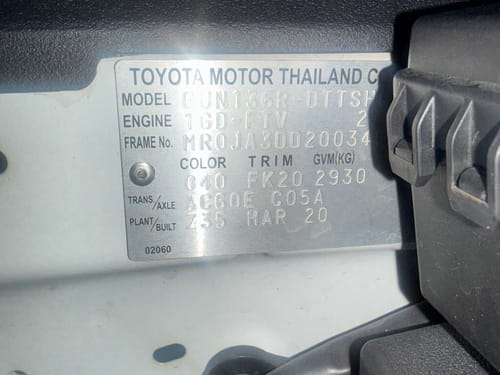 TOYOTA MOTOR THAILAND C
MODEL GUN136R-DTTSH
ENGINE 1GD-FTV 2
FRAME No. MR0JA3DD20034
COLOR TRIM GVM(KG)
040 FK20 2930
TRANS/AXLE AC60E G05A
PLANT/BUILT Z35 MAR 20
02060